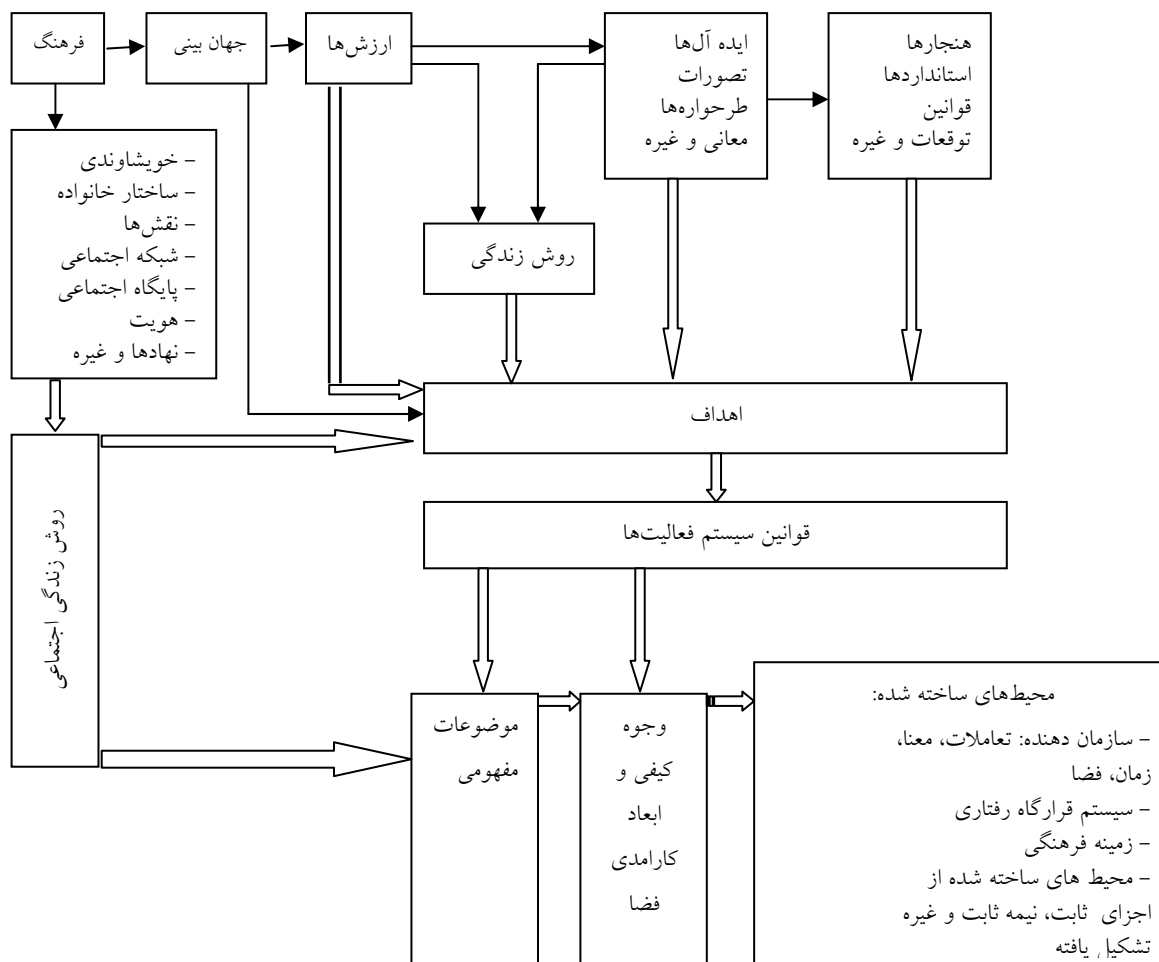 فرهنگ
جهان بینی
ارزش‌ها
ایده آل‌ها
تصورات
طرحواره‌ها
معانی و غیره
هنجارها
استانداردها
قوانین
توقعات و غیره
– خویشاوندی
– ساختار خانواده
– نقش‌ها
– شبکه اجتماعی
– پایگاه اجتماعی
– هویت
– نهادها و غیره
روش زندگی
اهداف
روش زندگی اجتماعی
قوانین سیستم فعالیت‌ها
موضوعات
مفهومی
وجوه
کیفی و
ابعاد
کارامدی
فضا
محیط‌های ساخته شده:
– سازمان دهنده: تعاملات، معنا،
زمان، فضا
– سیستم قرارگاه رفتاری
– زمینه فرهنگی
– محیط های ساخته شده از
اجزای ثابت، نیمه ثابت و غیره
تشکیل یافته